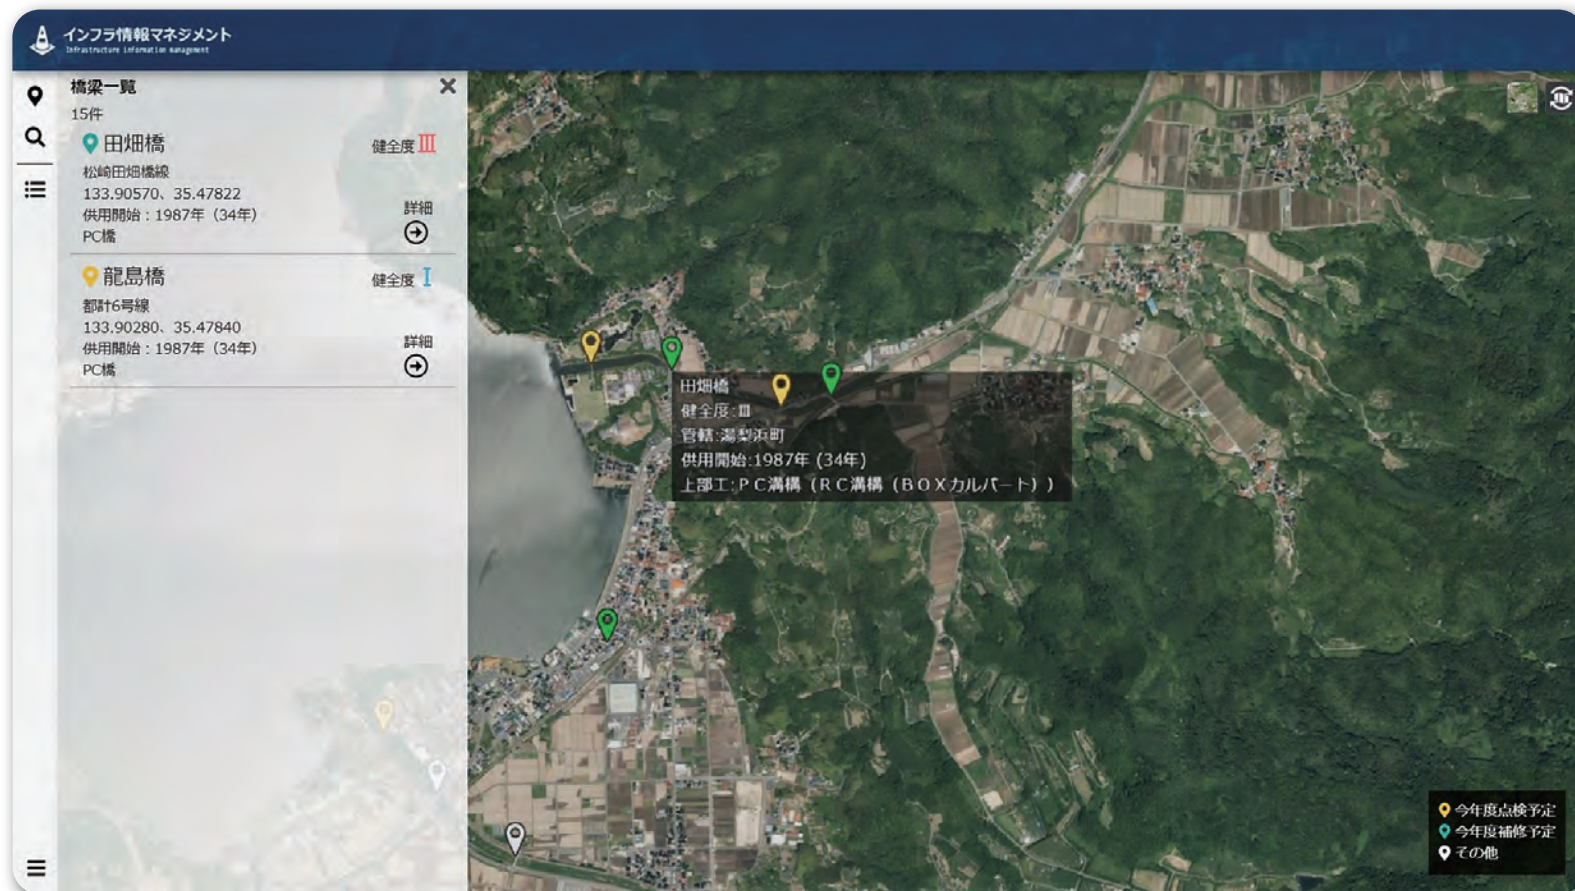 インフラ情報マネジメント
Infrastructure information management
橋梁一覧
15件
田畑橋
健全度 Ⅲ
松崎田畑橋線
133.90570、35.47822
供用開始：1987年（34年）
PC橋
詳細
龍島橋
健全度 Ⅰ
都計6号線
133.90280、35.47840
供用開始：1987年（34年）
PC橋
詳細
田畑橋
健全度:Ⅲ
管轄:湯梨浜町
供用開始:1987年 (34年)
上部工:ＰＣ溝橋（ＲＣ溝橋（ＢＯＸカルバート））
今年度点検予定
今年度補修予定
その他